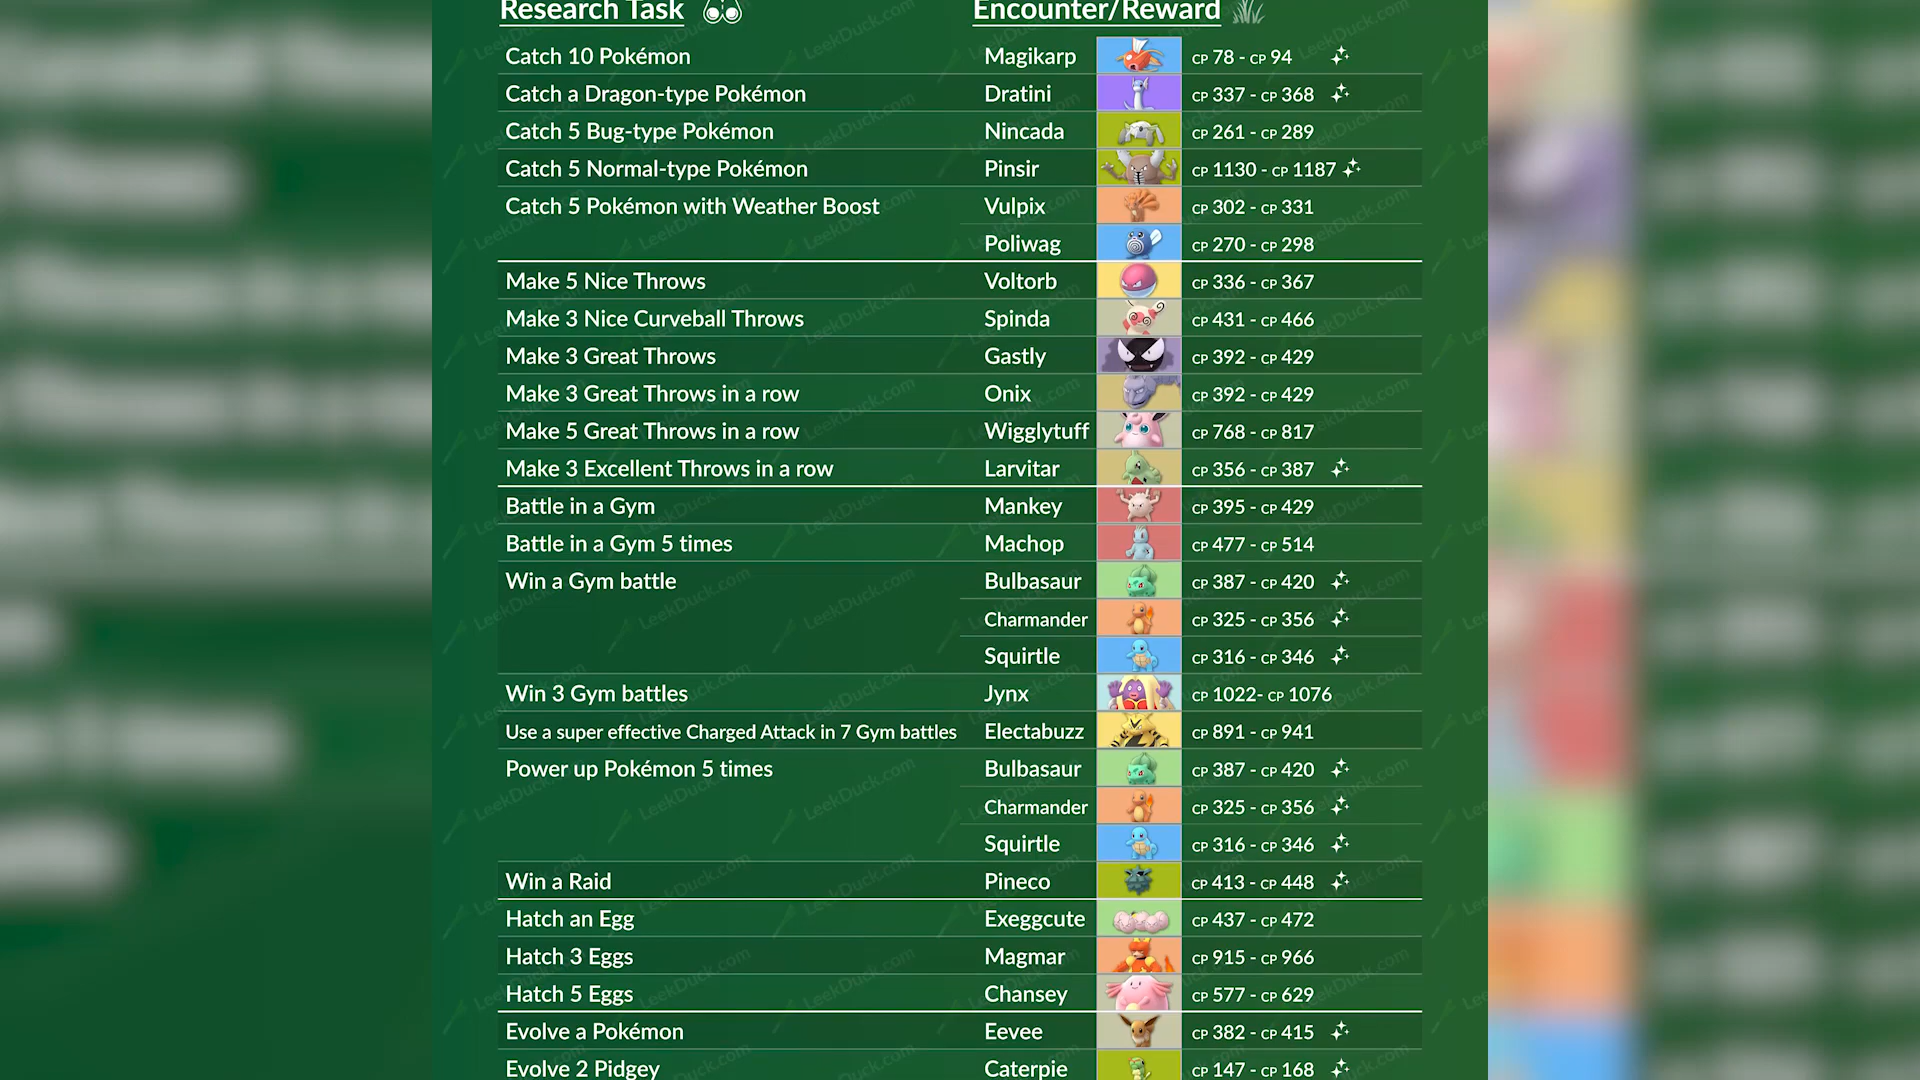 Research Task Encounter/Reward
Catch 10 Pokémon Magikarp CP 78 - CP 94
Catch a Dragon-type Pokémon Dratini CP 337 - CP 368
Catch 5 Bug-type Pokémon Nincada CP 261 - CP 289
Catch 5 Normal-type Pokémon Pinsir CP 1130 - CP 1187
Catch 5 Pokémon with Weather Boost Vulpix CP 302 - CP 331
Poliwag CP 270 - CP 298
Make 5 Nice Throws Voltorb CP 336 - CP 367
Make 3 Nice Curveball Throws Spinda CP 431 - CP 466
Make 3 Great Throws Gastly CP 392 - CP 429
Make 3 Great Throws in a row Onix CP 392 - CP 429
Make 5 Great Throws in a row Wigglytuff CP 768 - CP 817
Make 3 Excellent Throws in a row Larvitar CP 356 - CP 387
Battle in a Gym Mankey CP 395 - CP 429
Battle in a Gym 5 times Machop CP 477 - CP 514
Win a Gym battle Bulbasaur CP 387 - CP 420
Charmander CP 325 - CP 356
Squirtle CP 316 - CP 346
Win 3 Gym battles Jynx CP 1022- CP 1076
Use a super effective Charged Attack in 7 Gym battles Electabuzz CP 891 - CP 941
Power up Pokémon 5 times Bulbasaur CP 387 - CP 420
Charmander CP 325 - CP 356
Squirtle CP 316 - CP 346
Win a Raid Pineco CP 413 - CP 448
Hatch an Egg Exeggcute CP 437 - CP 472
Hatch 3 Eggs Magmar CP 915 - CP 966
Hatch 5 Eggs Chansey CP 577 - CP 629
Evolve a Pokémon Eevee CP 382 - CP 415
Evolve 2 Pidgey Caterpie CP 147 - CP 168
LeekDuck.com